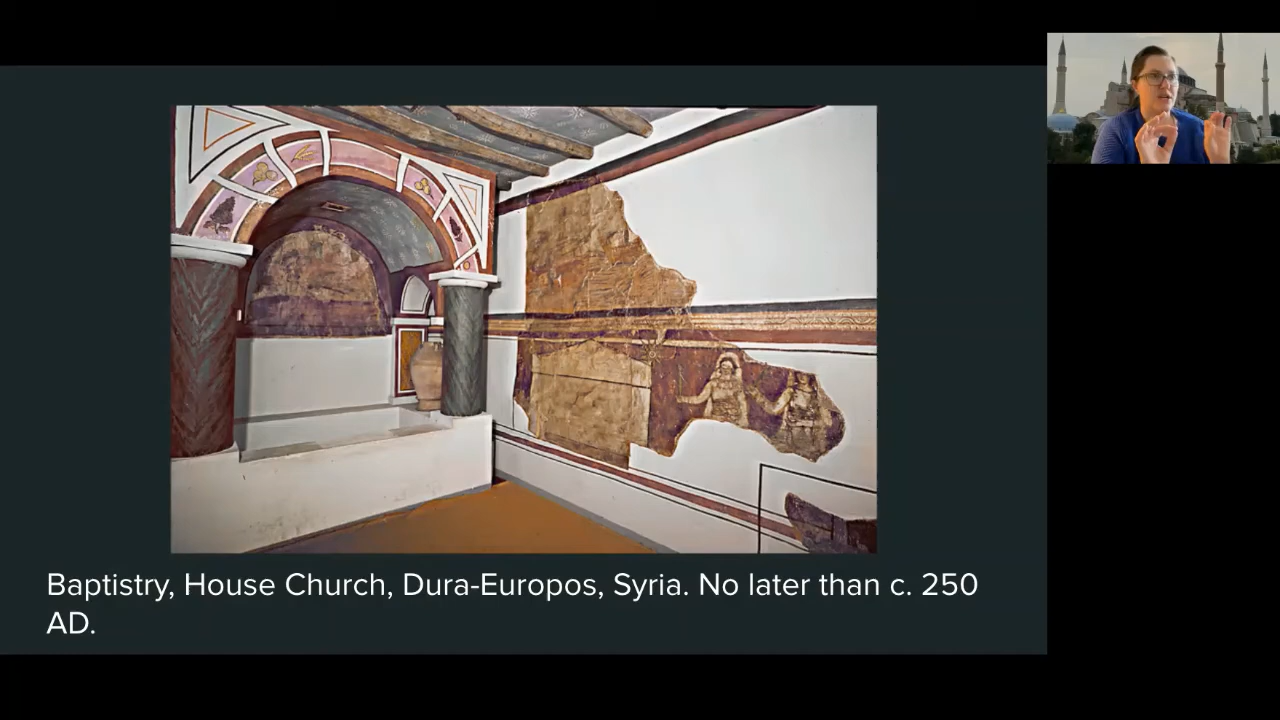 Baptistry, House Church, Dura-Europos, Syria. No later than c. 250
AD.